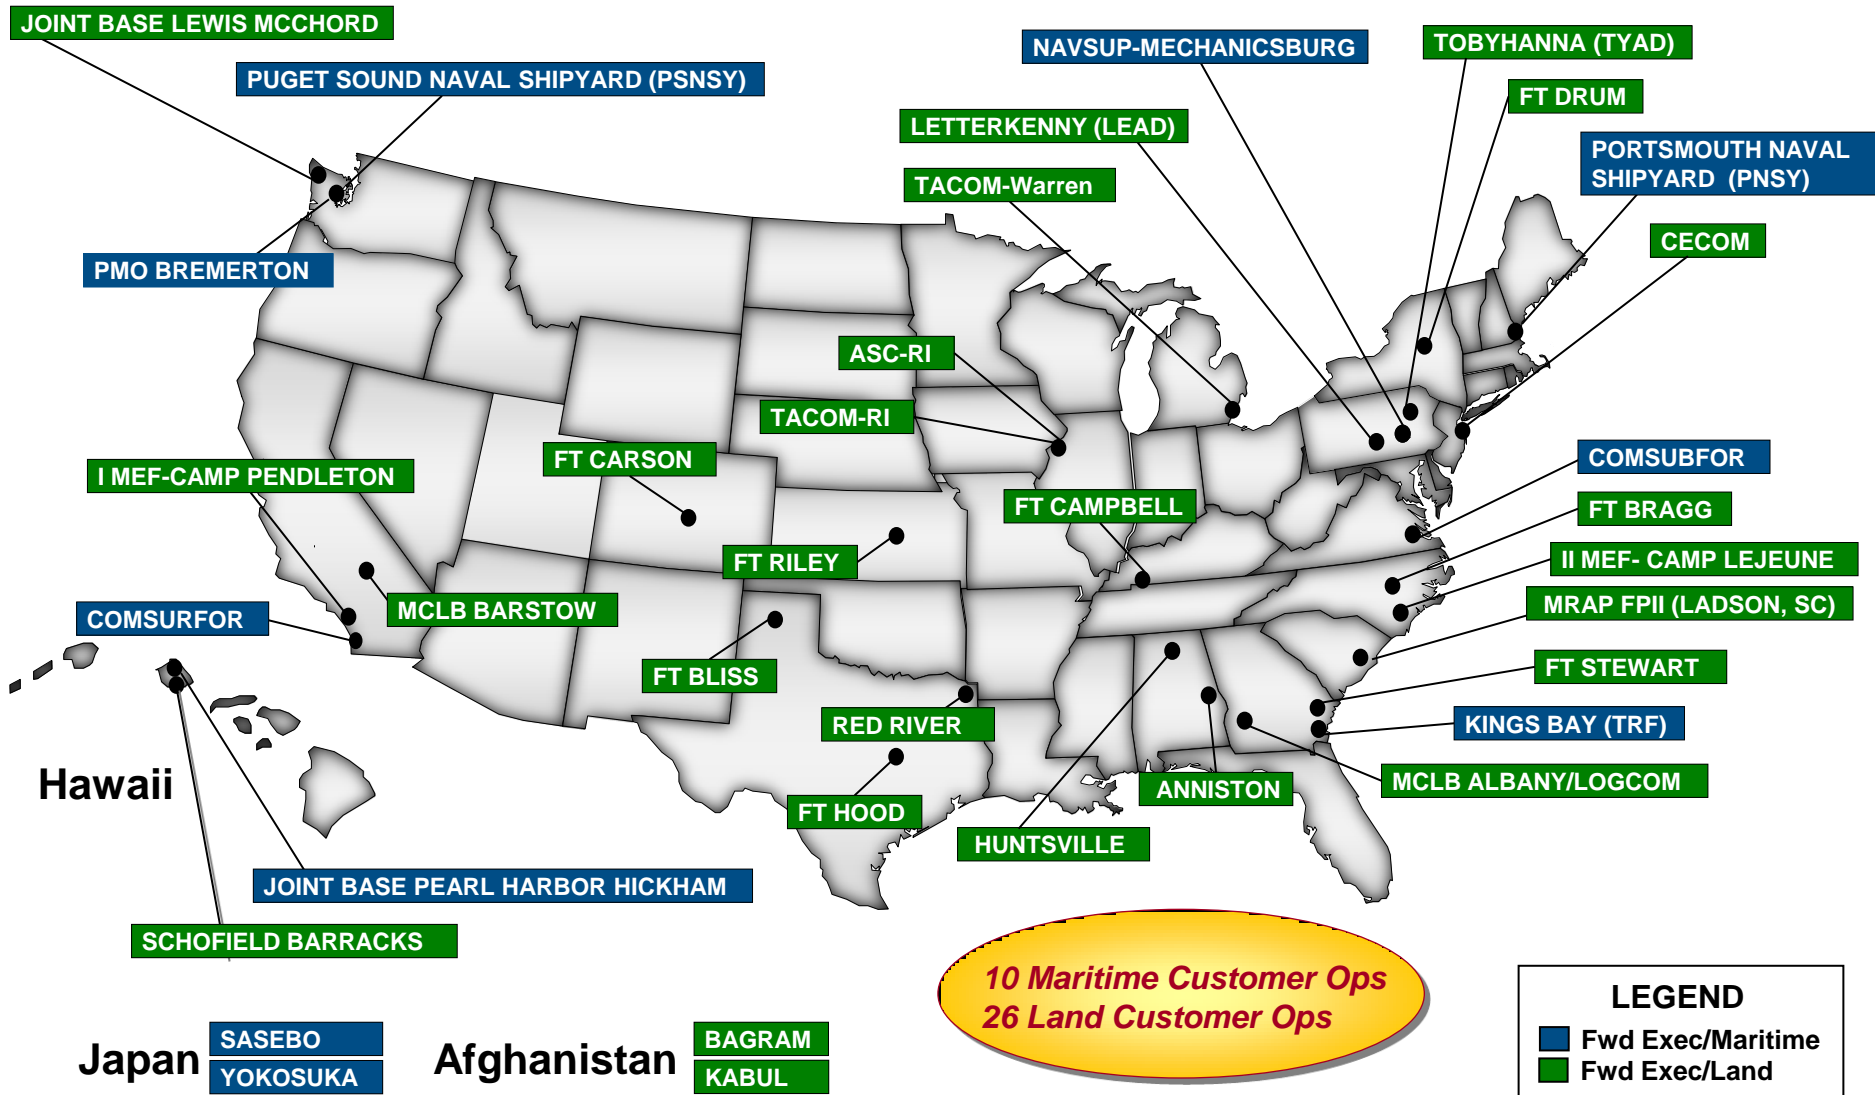 JOINT BASE LEWIS MCCHORD
NAVSUP-MECHANICSBURG
TOBYHANNA (TYAD)
PUGET SOUND NAVAL SHIPYARD (PSNSY)
FT DRUM
LETTERKENNY (LEAD)
PORTSMOUTH NAVAL
SHIPYARD (PNSY)
TACOM-Warren
CECOM
PMO BREMERTON
ASC-RI
TACOM-RI
FT CARSON
COMSUBFOR
I MEF-CAMP PENDLETON
FT CAMPBELL
FT BRAGG
FT RILEY
II MEF- CAMP LEJEUNE
MCLB BARSTOW
MRAP FPII (LADSON, SC)
COMSURFOR
FT BLISS
FT STEWART
RED RIVER
KINGS BAY (TRF)
Hawaii
ANNISTON
MCLB ALBANY/LOGCOM
FT HOOD
HUNTSVILLE
JOINT BASE PEARL HARBOR HICKHAM
SCHOFIELD BARRACKS
10 Maritime Customer Ops
26 Land Customer Ops
Japan
SASEBO
YOKOSUKA
Afghanistan
BAGRAM
KABUL
LEGEND
Fwd Exec/Maritime
Fwd Exec/Land